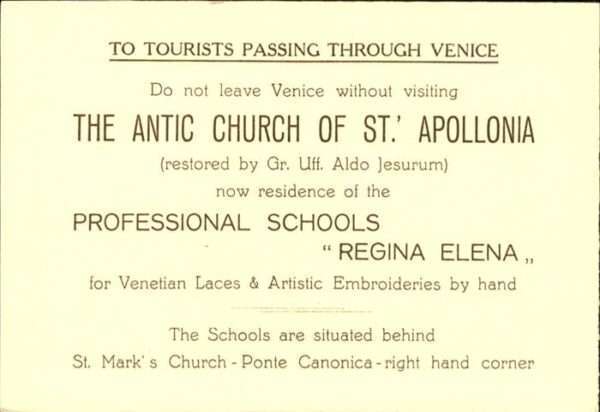 TO TOURISTS PASSING THROUGH VENICE
Do not leave Venice without visiting
THE ANTIC CHURCH OF ST.' APOLLONIA
(restored by Gr. Uff. Aldo Jesurum)
now residence of the
PROFESSIONAL SCHOOLS
“ REGINA ELENA „
for Venetian Laces & Artistic Embroideries by hand
The Schools are situated behind
St. Mark' s Church - Ponte Canonica - right hand corner